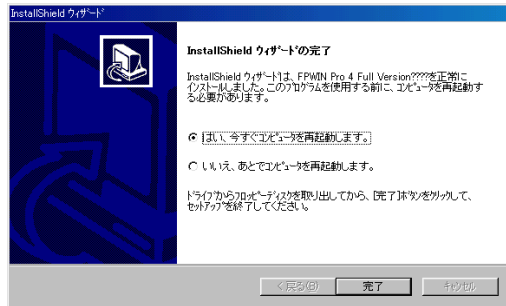 InstallShield ウィザード
InstallShield ウィザードの完了
InstallShield ウィザードは、FPWIN Pro 4 Full Version????を正常に
インストールしました。このプログラムを使用する前に、コンピュータを再起動す
る必要があります。
はい、今すぐコンピュータを再起動します。
いいえ、あとでコンピュータを再起動します。
ドライブからフロッピーディスクを取り出してから、[完了]ボタンをクリックして、
セットアップを終了してください。
< 戻る(B)
完了
キャンセル